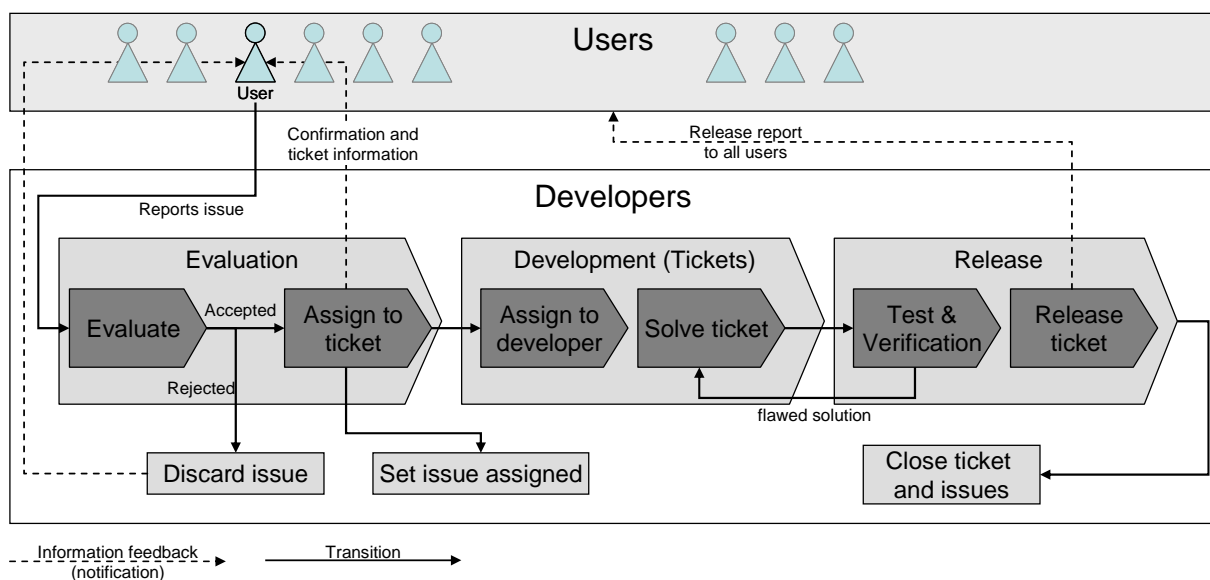 Users
User
Confirmation and
ticket information
Release report
to all users
Reports issue
Developers
Evaluation
Development (Tickets)
Release
Evaluate
Accepted
Assign to
ticket
Assign to
developer
Solve ticket
Test &
Verification
Release
ticket
Rejected
flawed solution
Discard issue
Set issue assigned
Close ticket
and issues
Information feedback
(notification)
Transition